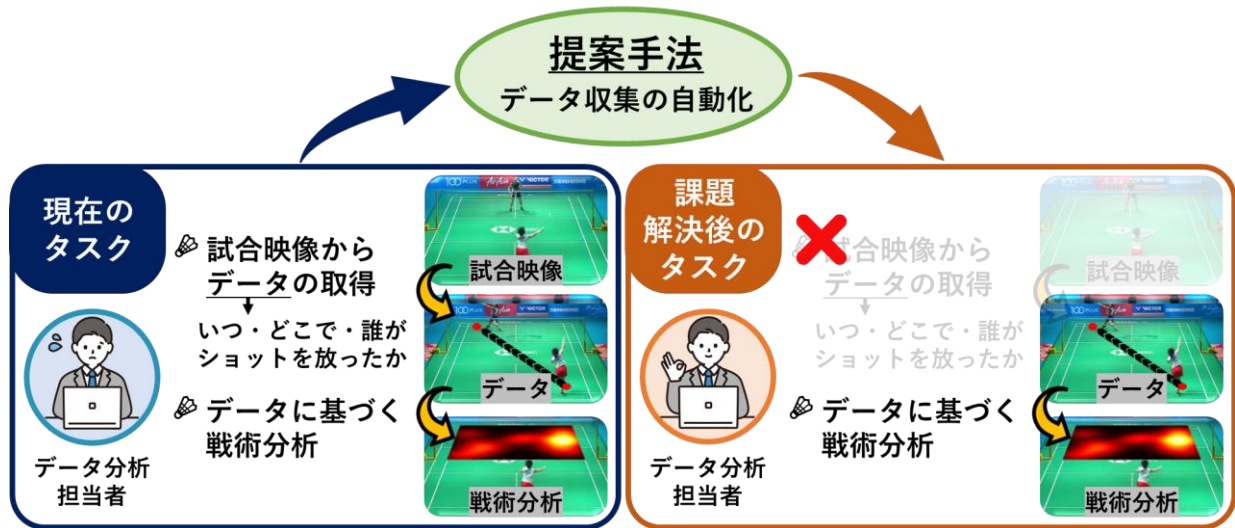 提案手法
データ収集の自動化
現在の
タスク
試合映像から
データの取得
いつ・どこで・誰が
ショットを放ったか
データに基づく
戦術分析
データ分析
担当者
100PLUS
VICTOR
試合映像
データ
戦術分析
課題
解決後の
タスク
試合映像から
データの取得
いつ・どこで・誰が
ショットを放ったか
データに基づく
戦術分析
データ分析
担当者
試合映像
データ
戦術分析